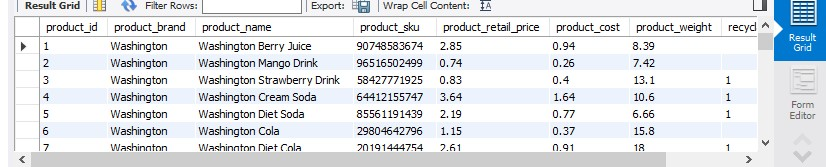 Result Grid Filter Rows: Export: Wrap Cell Content: IA
product_id product_brand product_name product_sku product_retail_price product_cost product_weight recycl
1 Washington Washington Berry Juice 90748583674 2.85 0.94 8.39
2 Washington Washington Mango Drink 96516502499 0.74 0.26 7.42
3 Washington Washington Strawberry Drink 58427771925 0.83 0.4 13.1 1
4 Washington Washington Cream Soda 64412155747 3.64 1.64 10.6 1
5 Washington Washington Diet Soda 85561191439 2.19 0.77 6.66 1
6 Washington Washington Cola 29804642796 1.15 0.37 15.8
7 Washington Washington Diet Cola 20191444754 2.61 0.91 18 1
Result
Grid
Form
Editor